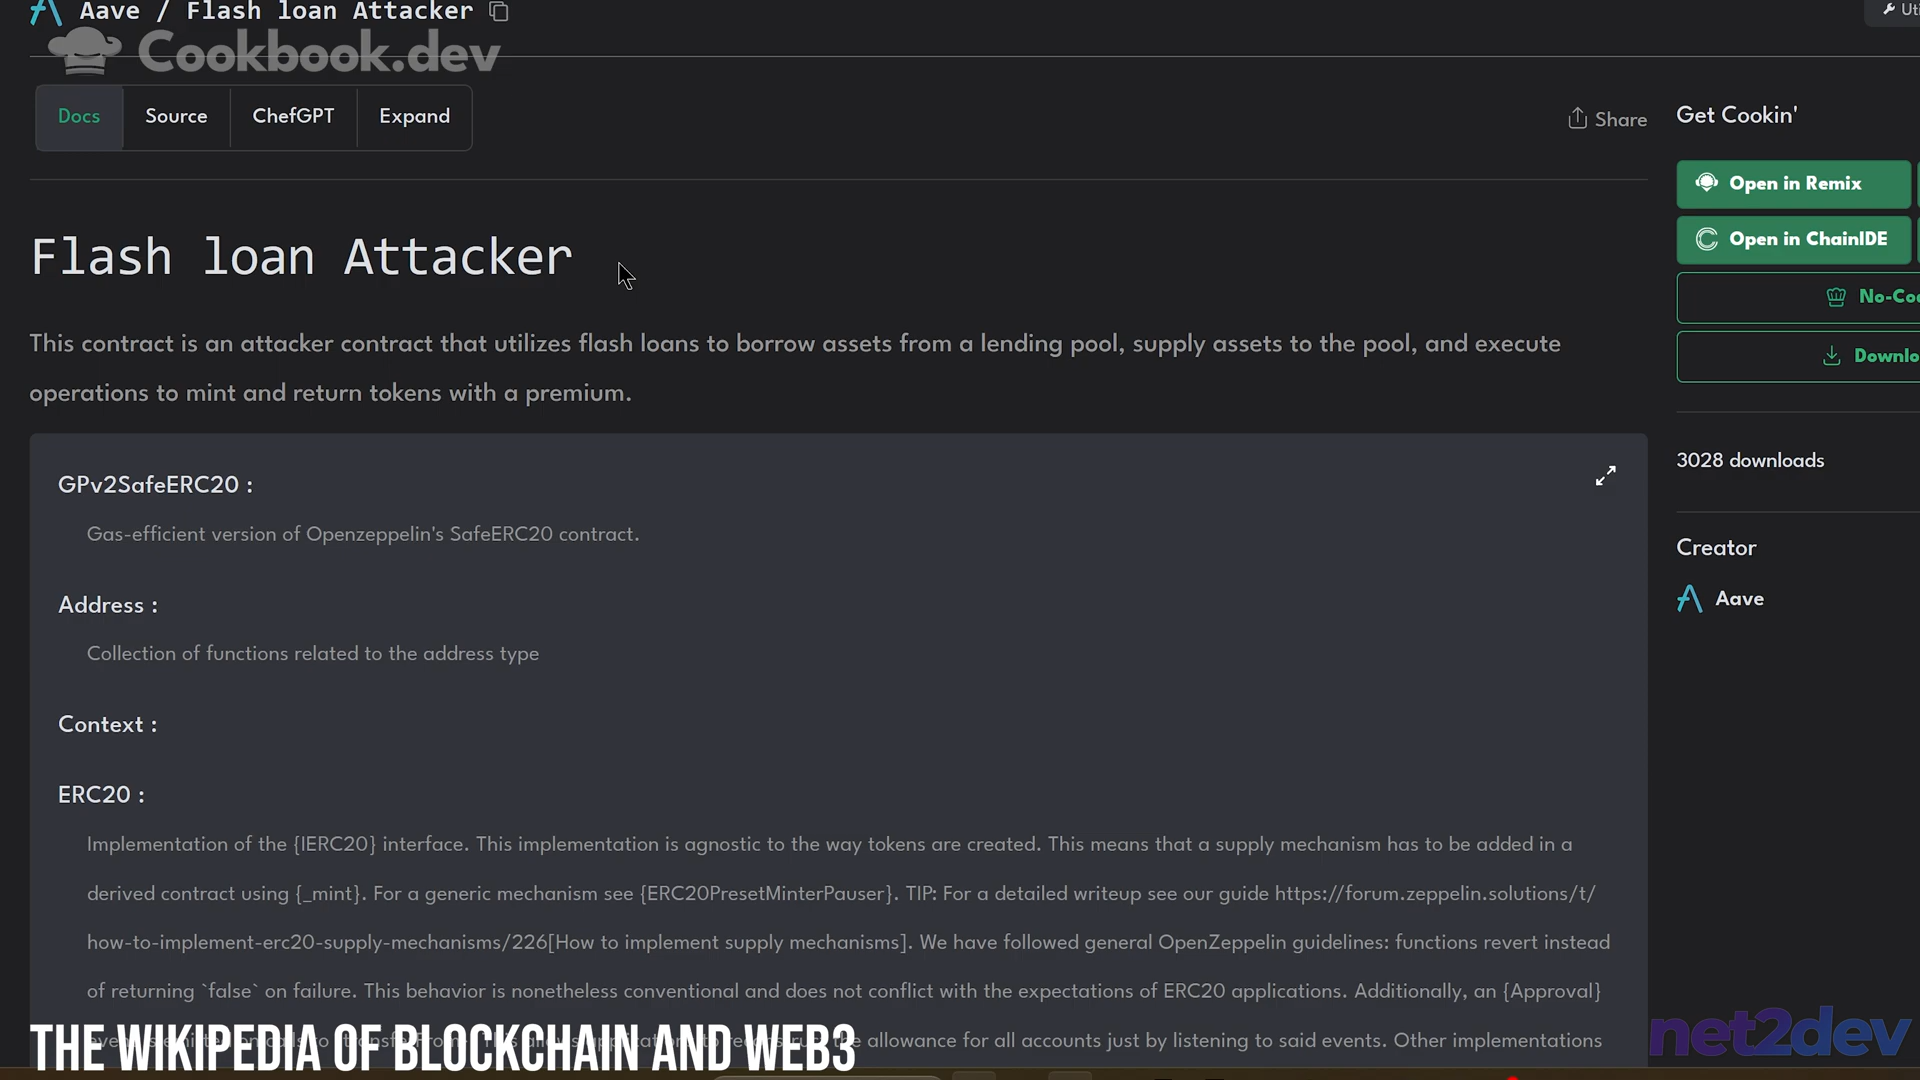 Aave / Flash loan Attacker
Uti
Cookbook.dev
Docs Source ChefGPT Expand
Share
Get Cookin'
Open in Remix
Open in ChainIDE
No-Coo
Downlo
Flash loan Attacker
This contract is an attacker contract that utilizes flash loans to borrow assets from a lending pool, supply assets to the pool, and execute
operations to mint and return tokens with a premium.
3028 downloads
Creator
Aave
GPv2SafeERC20 :
Gas-efficient version of Openzeppelin's SafeERC20 contract.
Address :
Collection of functions related to the address type
Context :
ERC20 :
Implementation of the {IERC20} interface. This implementation is agnostic to the way tokens are created. This means that a supply mechanism has to be added in a
derived contract using {_mint}. For a generic mechanism see {ERC20PresetMinterPauser}. TIP: For a detailed writeup see our guide https://forum.zeppelin.solutions/t/
how-to-implement-erc20-supply-mechanisms/226[How to implement supply mechanisms]. We have followed general OpenZeppelin guidelines: functions revert instead
of returning `false` on failure. This behavior is nonetheless conventional and does not conflict with the expectations of ERC20 applications. Additionally, an {Approval}
allowance for all accounts just by listening to said events. Other implementations
THE WIKIPEDIA OF BLOCKCHAIN AND WEB3
net2dev